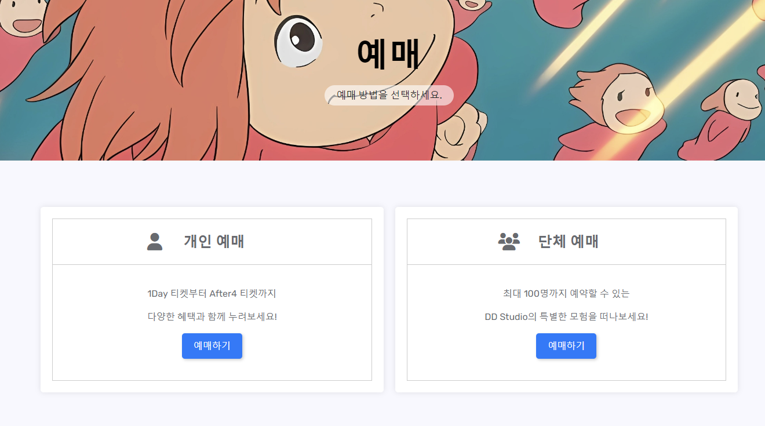 예매
예매 방법을 선택하세요.
개인 예매
1Day 티켓부터 After4 티켓까지
다양한 혜택과 함께 누려보세요!
예매하기
단체 예매
최대 100명까지 예약할 수 있는
DD Studio의 특별한 모험을 떠나보세요!
예매하기